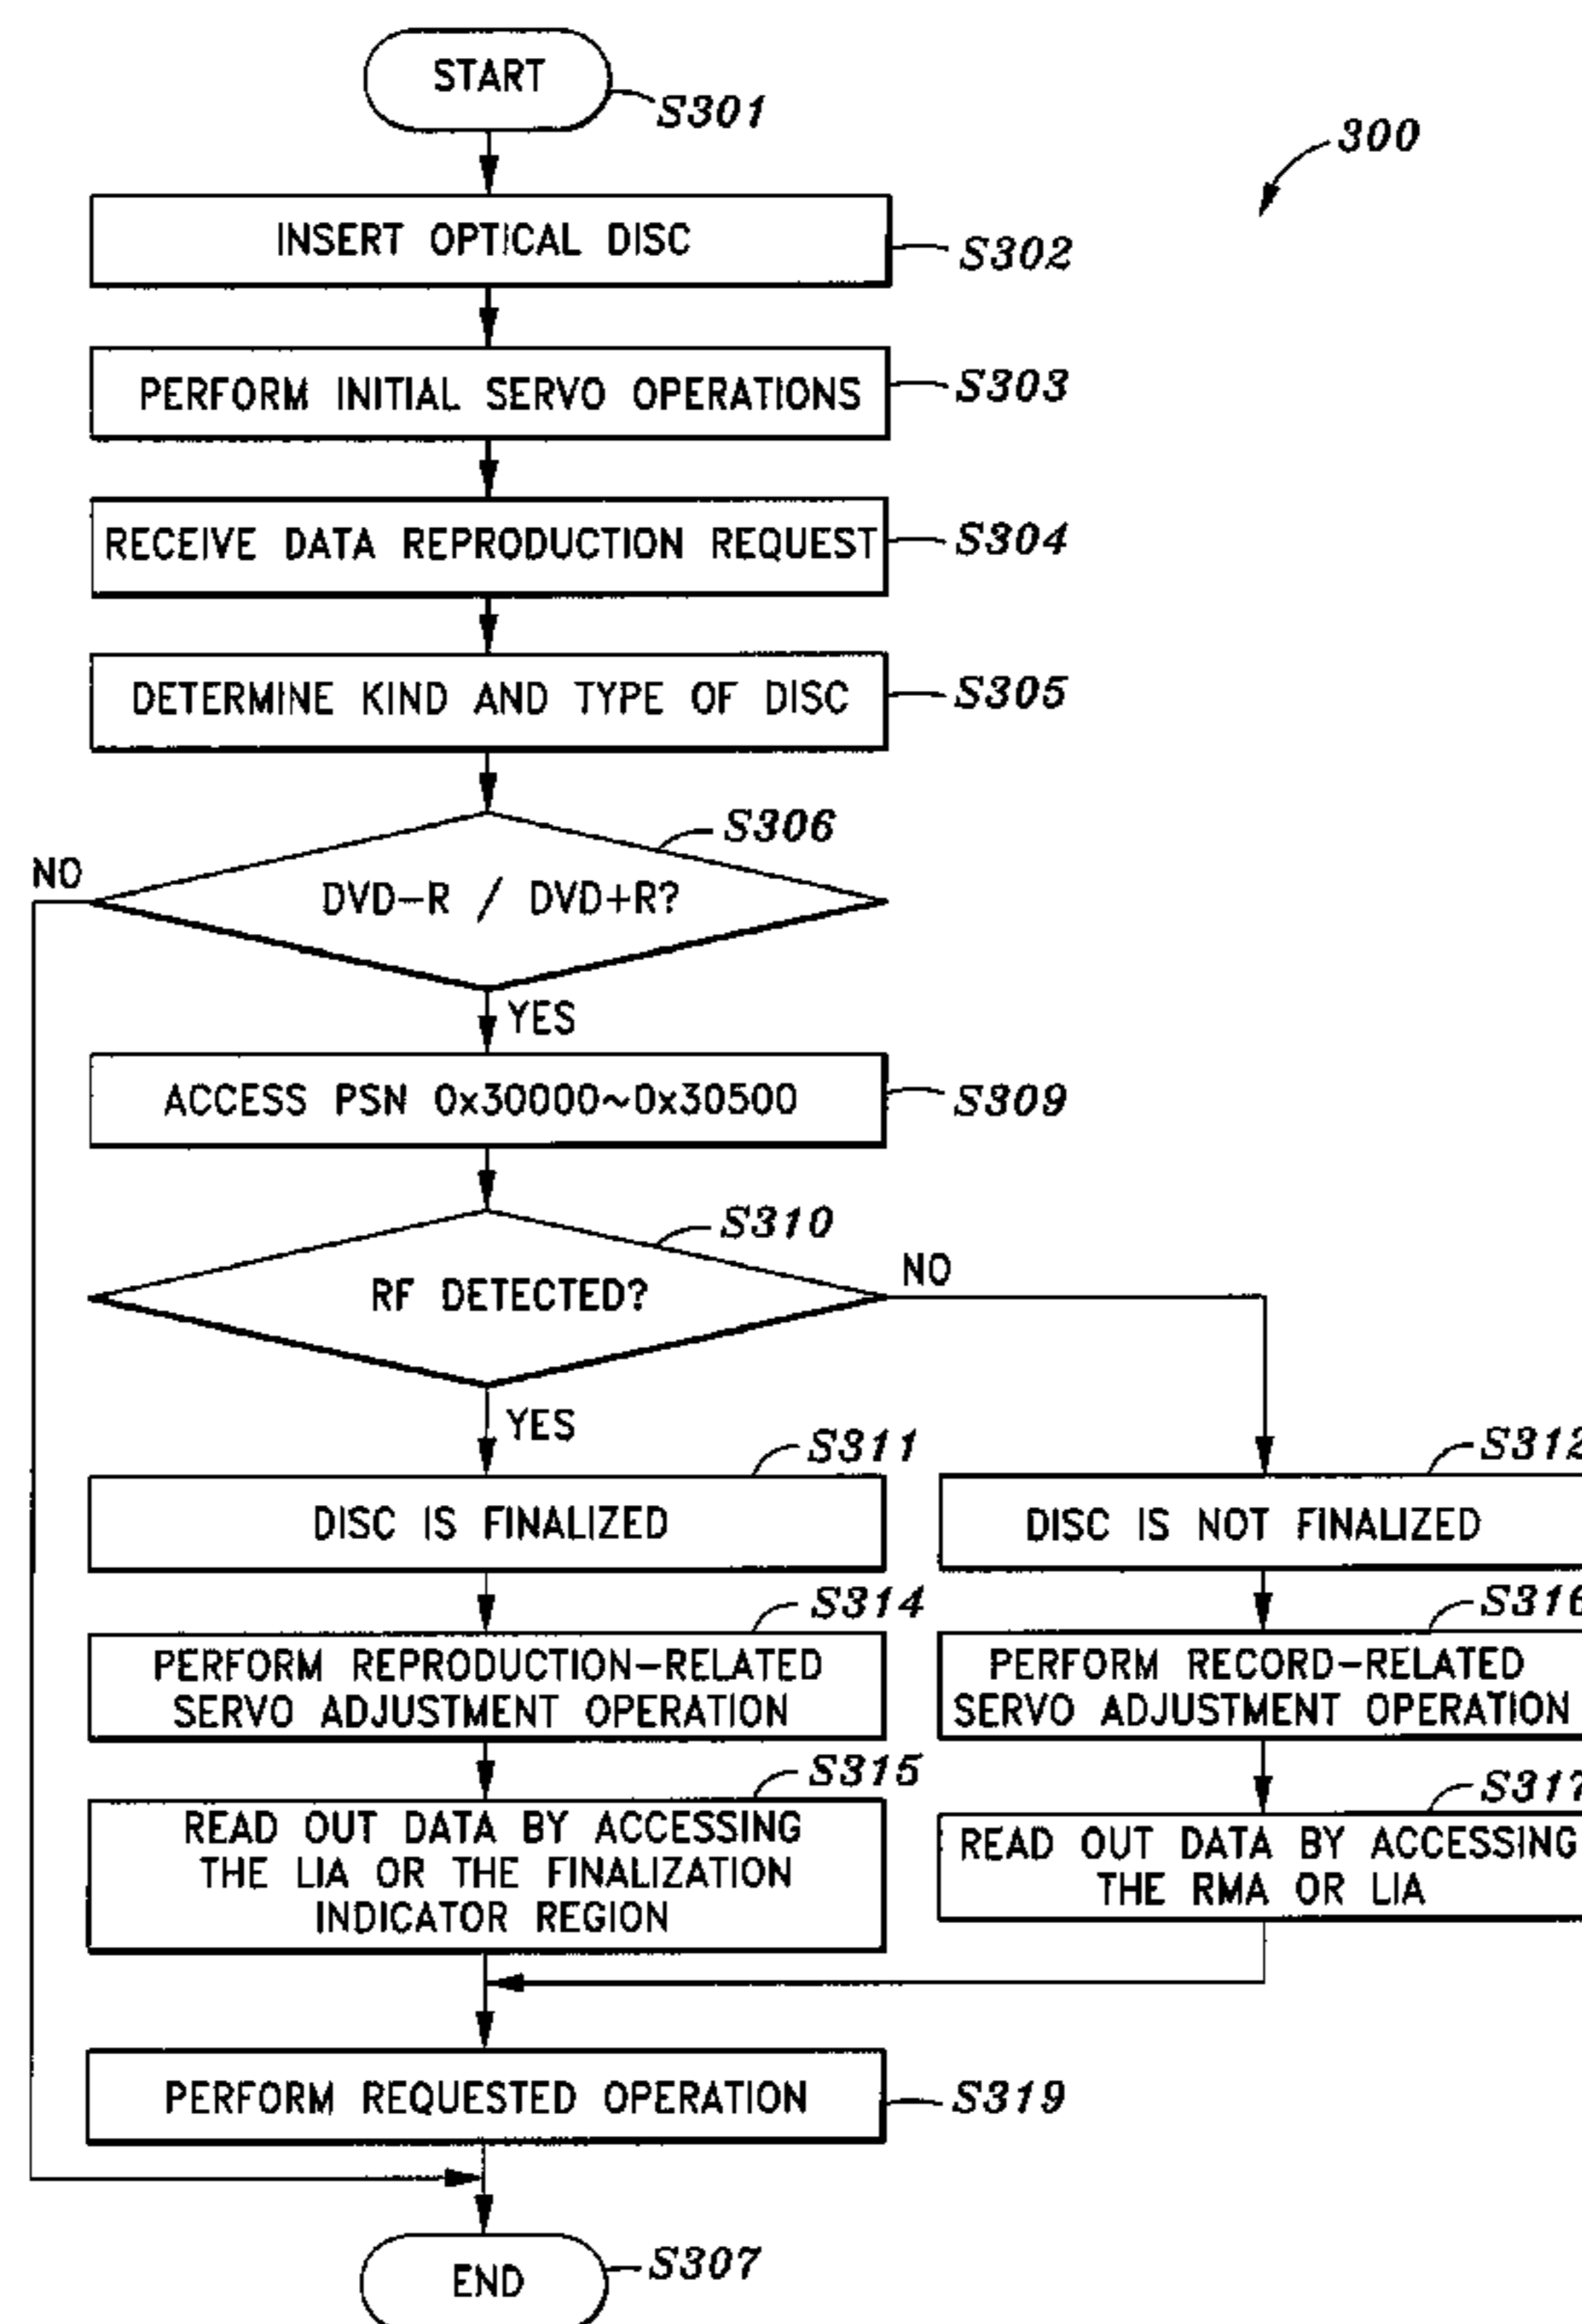 START
S301
300
INSERT OPTICAL DISC
S302
PERFORM INITIAL SERVO OPERATIONS
S303
RECEIVE DATA REPRODUCTION REQUEST
S304
DETERMINE KIND AND TYPE OF DISC
S305
S306
NO
DVD-R / DVD+R?
YES
ACCESS PSN 0x30000~0x30500
S309
S310
RF DETECTED?
NO
YES
S311
DISC IS FINALIZED
S312
DISC IS NOT FINALIZED
S314
PERFORM REPRODUCTION-RELATED
SERVO ADJUSTMENT OPERATION
S316
PERFORM RECORD-RELATED
SERVO ADJUSTMENT OPERATION
S315
READ OUT DATA BY ACCESSING
THE LIA OR THE FINALIZATION
INDICATOR REGION
S317
READ OUT DATA BY ACCESSING
THE RMA OR LIA
PERFORM REQUESTED OPERATION
S319
END
S307